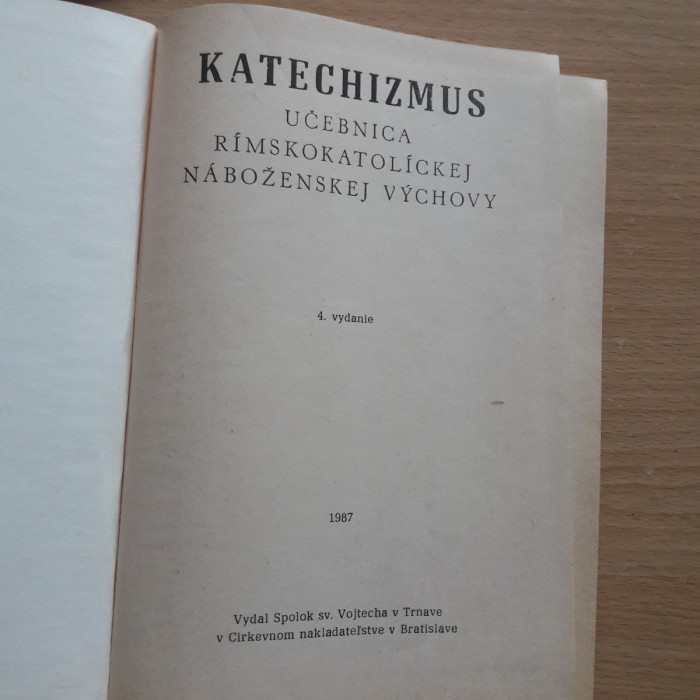 KATECHIZMUS
UČEBNICA
RÍMSKOKATOLÍCKEJ
NÁBOŽENSKEJ VÝCHOVY
4. vydanie
1987
Vydal Spolok sv. Vojtecha v Trnave
v Cirkevnom nakladateľstve v Bratislave